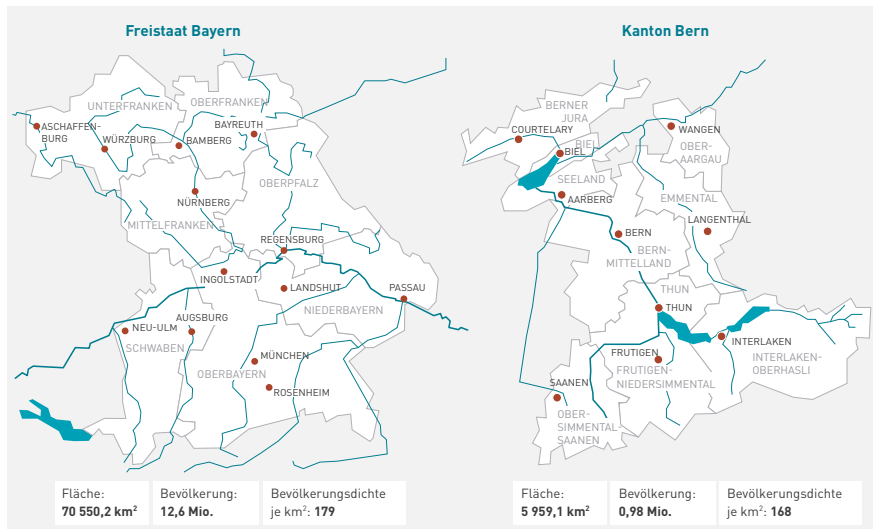 Freistaat Bayern
UNTERFRANKEN
OBERFRANKEN
ASCHAFFEN-
BURG
WÜRZBURG
BAYREUTH
BAMBERG
OBERPFALZ
NÜRNBERG
MITTELFRANKEN
REGENSBURG
INGOLSTADT
LANDSHUT
PASSAU
NIEDERBAYERN
AUGSBURG
NEU-ULM
SCHWABEN
MÜNCHEN
OBERBAYERN
ROSENHEIM
Fläche:
70 550,2 km²
Bevölkerung:
12,6 Mio.
Bevölkerungsdichte
je km²: 179
Kanton Bern
BERNER
JURA
COURTELARY
WANGEN
BIEL
BIEL
OBER-
AARGAU
SEELAND
AARBERG
EMMENTAL
LANGENTHAL
BERN
BERN-
MITTELLAND
THUN
THUN
INTERLAKEN
FRUTIGEN
INTERLAKEN-
OBERHASLI
FRUTIGEN-
NIEDERSIMMENTAL
SAANEN
OBER-
SIMMENTAL-
SAANEN
Fläche:
5 959,1 km²
Bevölkerung:
0,98 Mio.
Bevölkerungsdichte
je km²: 168